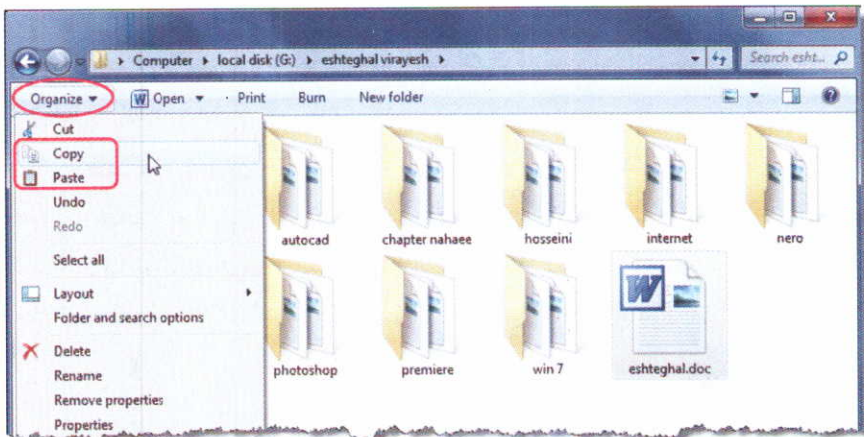 Computer ▸ local disk (G:) ▸ eshteghal virayesh ▸ Search esht...
Organize ▾ Open ▾ Print Burn New folder
Cut
Copy
Paste
Undo
Redo
Select all
Layout
Folder and search options
Delete
Rename
Remove properties
Properties
autocad chapter nahaee hosseini internet nero
photoshop premiere win 7 eshteghal.doc